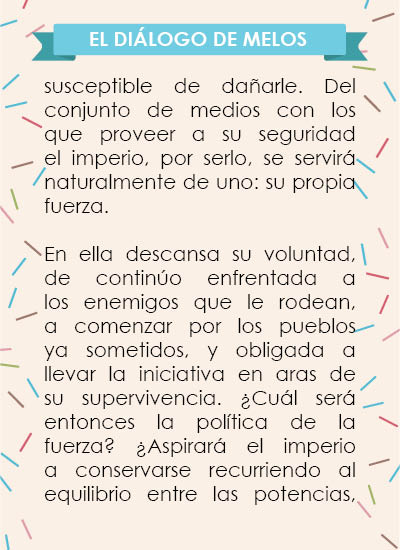 EL DIÁLOGO DE MELOS
susceptible de dañarle. Del
conjunto de medios con los
que proveer a su seguridad
el imperio, por serlo, se servirá
naturalmente de uno: su propia
fuerza.
En ella descansa su voluntad,
de continúo enfrentada a
los enemigos que le rodean,
a comenzar por los pueblos
ya sometidos, y obligada a
llevar la iniciativa en aras de
su supervivencia. ¿Cuál será
entonces la política de la
fuerza? ¿Aspirará el imperio
a conservarse recurriendo al
equilibrio entre las potencias,